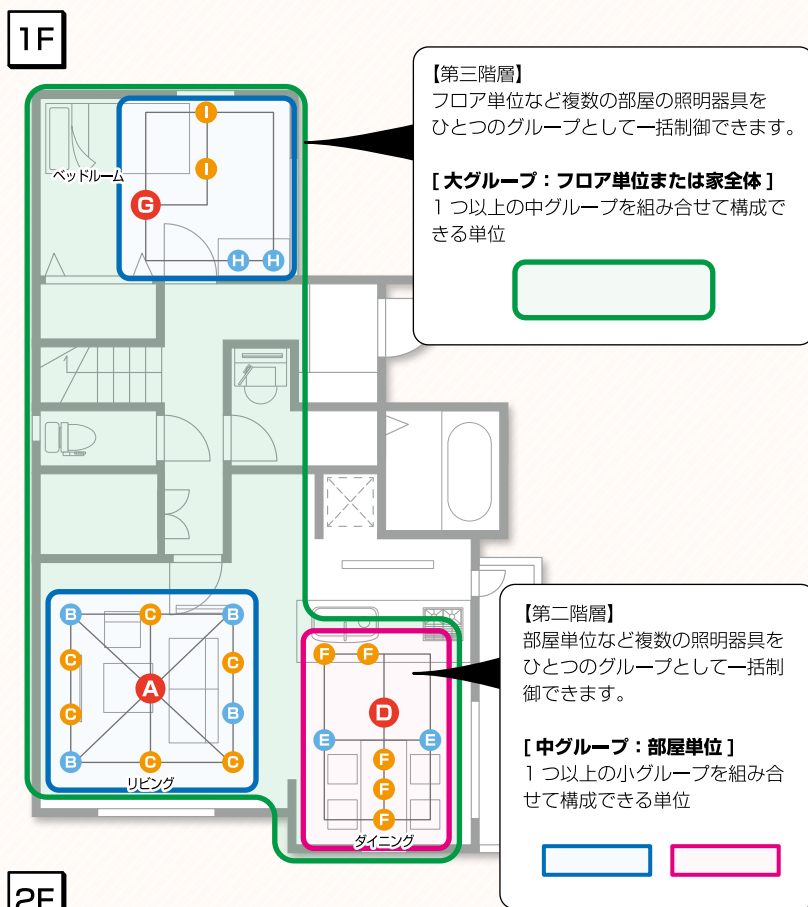 1F
【第三階層】
フロア単位など複数の部屋の照明器具を
ひとつのグループとして一括制御できます。
[ 大グループ：フロア単位または家全体 ]
1 つ以上の中グループを組み合せて構成で
きる単位
ベッドルーム
I
I
G
H H
B C B
C C
A
C B
B C C
リビング
F F
D
E E
F
F
F
ダイニング
【第二階層】
部屋単位など複数の照明器具を
ひとつのグループとして一括制
御できます。
[ 中グループ：部屋単位 ]
1 つ以上の小グループを組み合
せて構成できる単位
2F